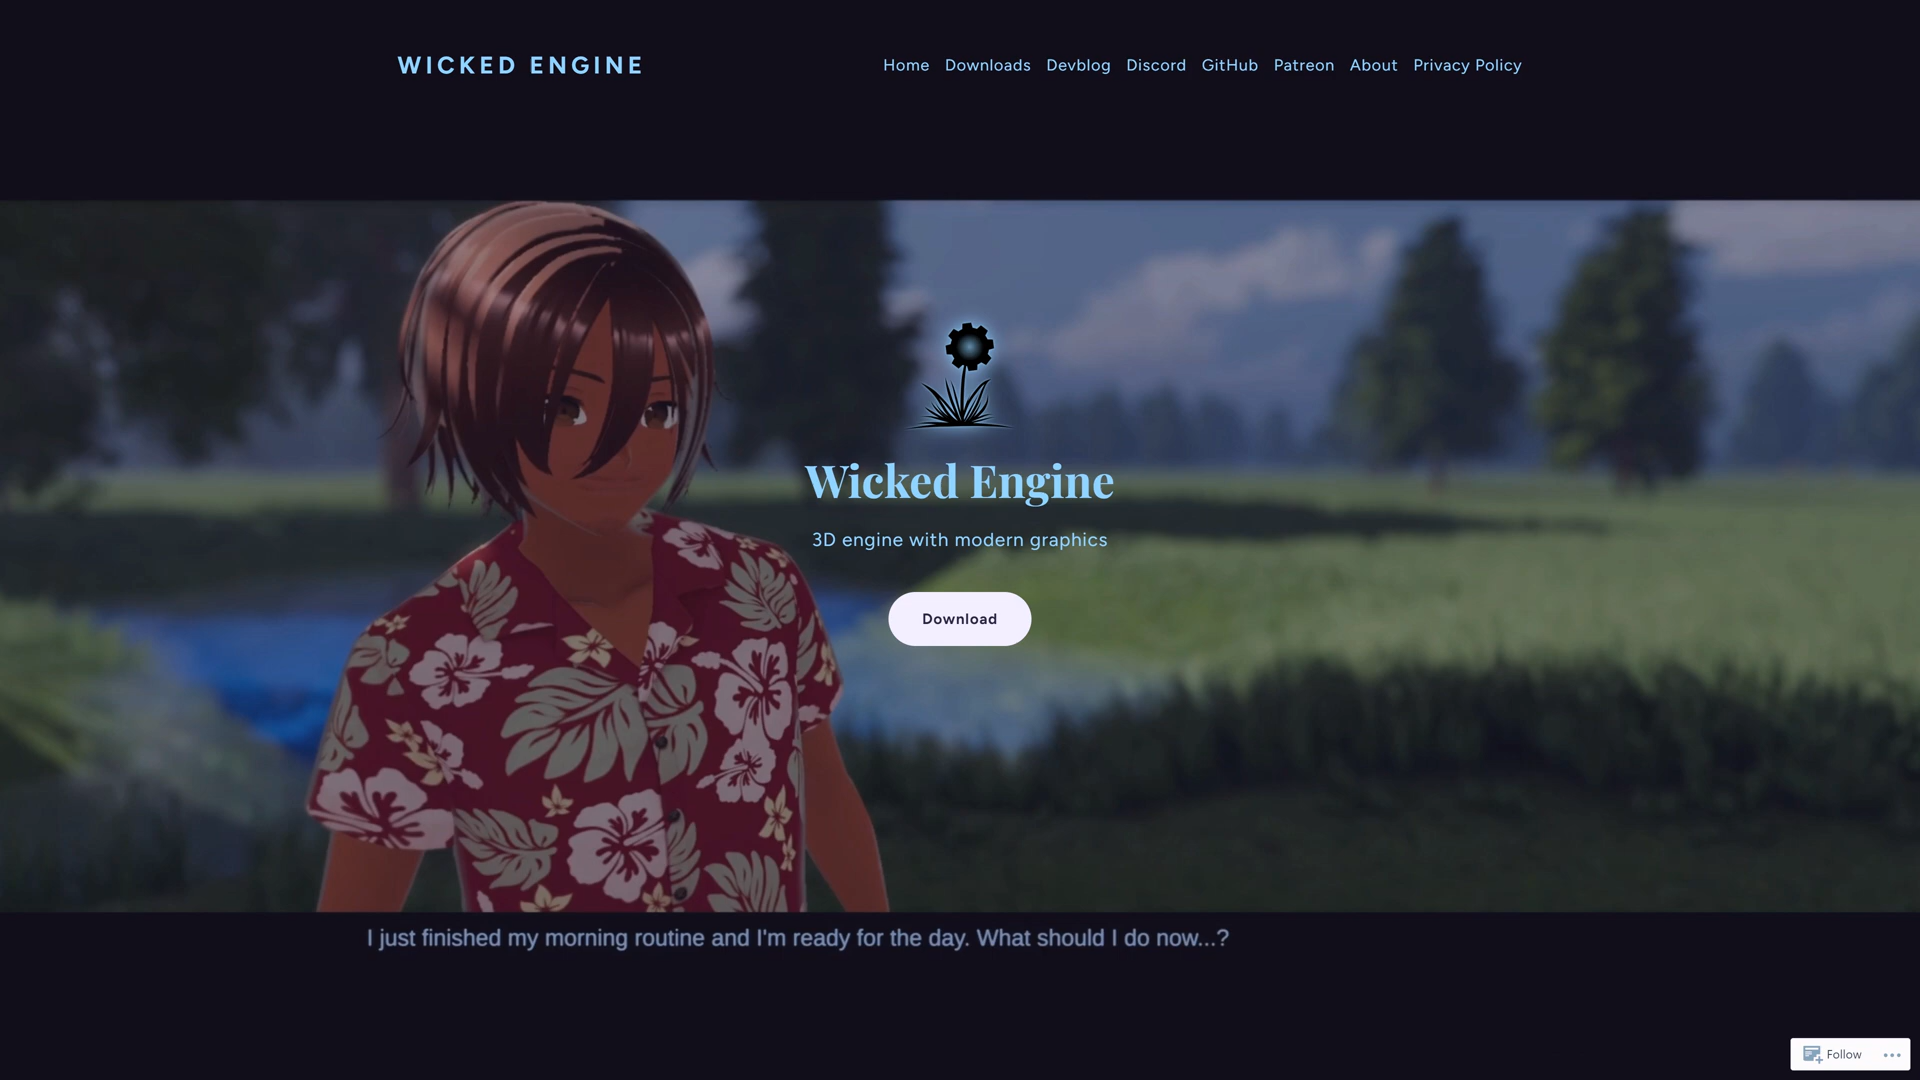 WICKED ENGINE
Home Downloads Devblog Discord GitHub Patreon About Privacy Policy
Wicked Engine
3D engine with modern graphics
Download
I just finished my morning routine and I'm ready for the day. What should I do now...?
Follow